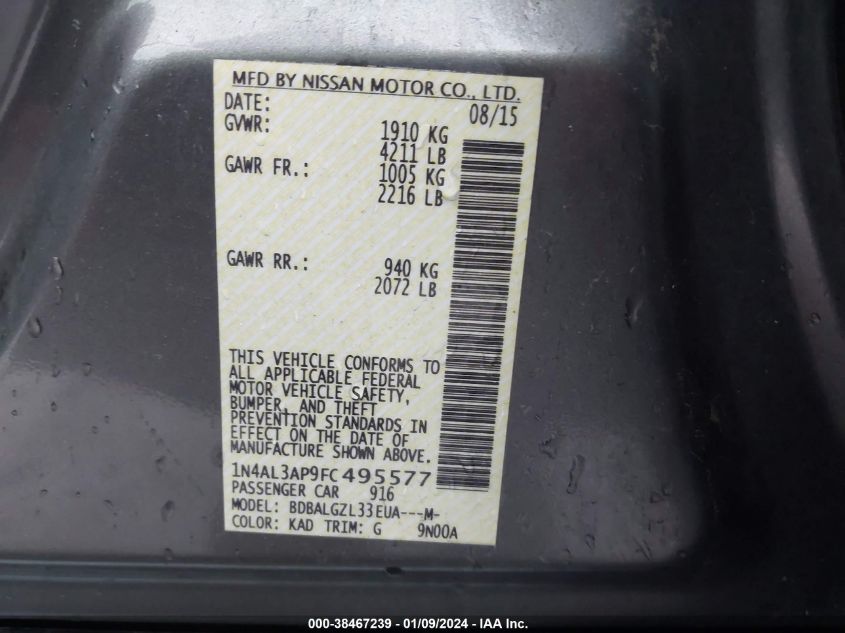 MFD BY NISSAN MOTOR CO., LTD.
DATE: 08/15
GVWR: 1910 KG
4211 LB
GAWR FR.: 1005 KG
2216 LB
GAWR RR.: 940 KG
2072 LB
THIS VEHICLE CONFORMS TO
ALL APPLICABLE FEDERAL
MOTOR VEHICLE SAFETY,
BUMPER, AND THEFT
PREVENTION STANDARDS IN
EFFECT ON THE DATE OF
MANUFACTURE SHOWN ABOVE.
1N4AL3AP9FC495577
PASSENGER CAR 916
MODEL: BDBALGZL33EUA---M-
COLOR: KAD TRIM: G 9N00A
000-38467239 - 01/09/2024 - IAA Inc.